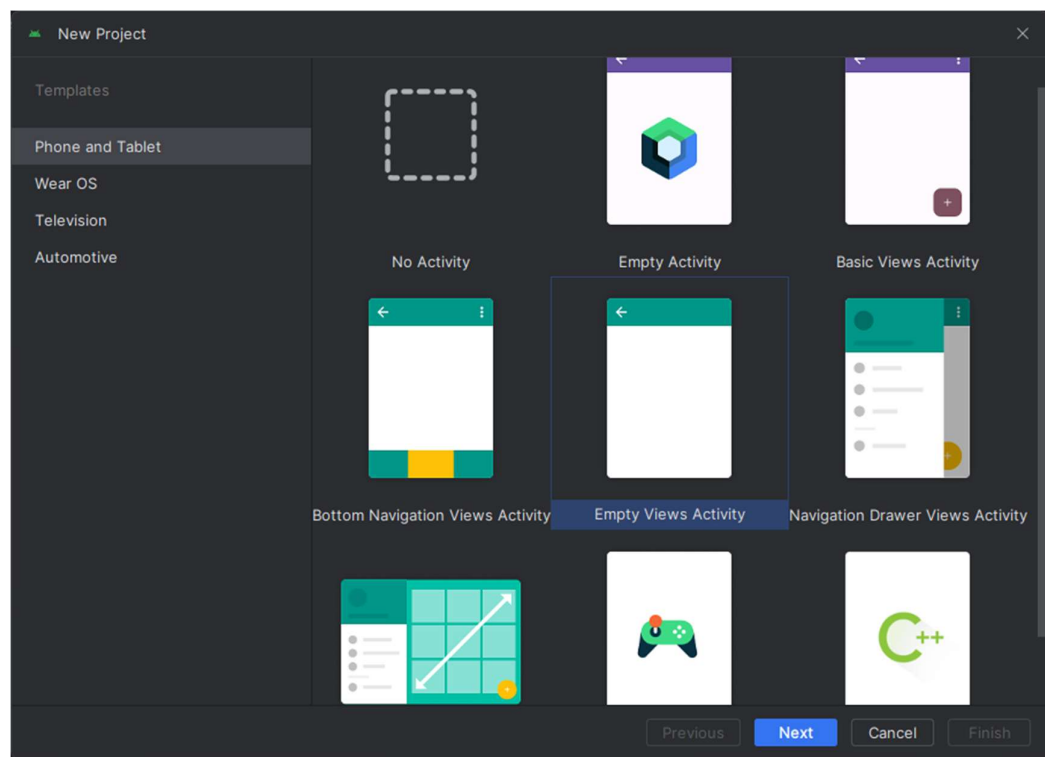 New Project
Templates
Phone and Tablet
Wear OS
Television
Automotive
No Activity
Empty Activity
Basic Views Activity
Bottom Navigation Views Activity
Empty Views Activity
Navigation Drawer Views Activity
C++
Previous
Next
Cancel
Finish